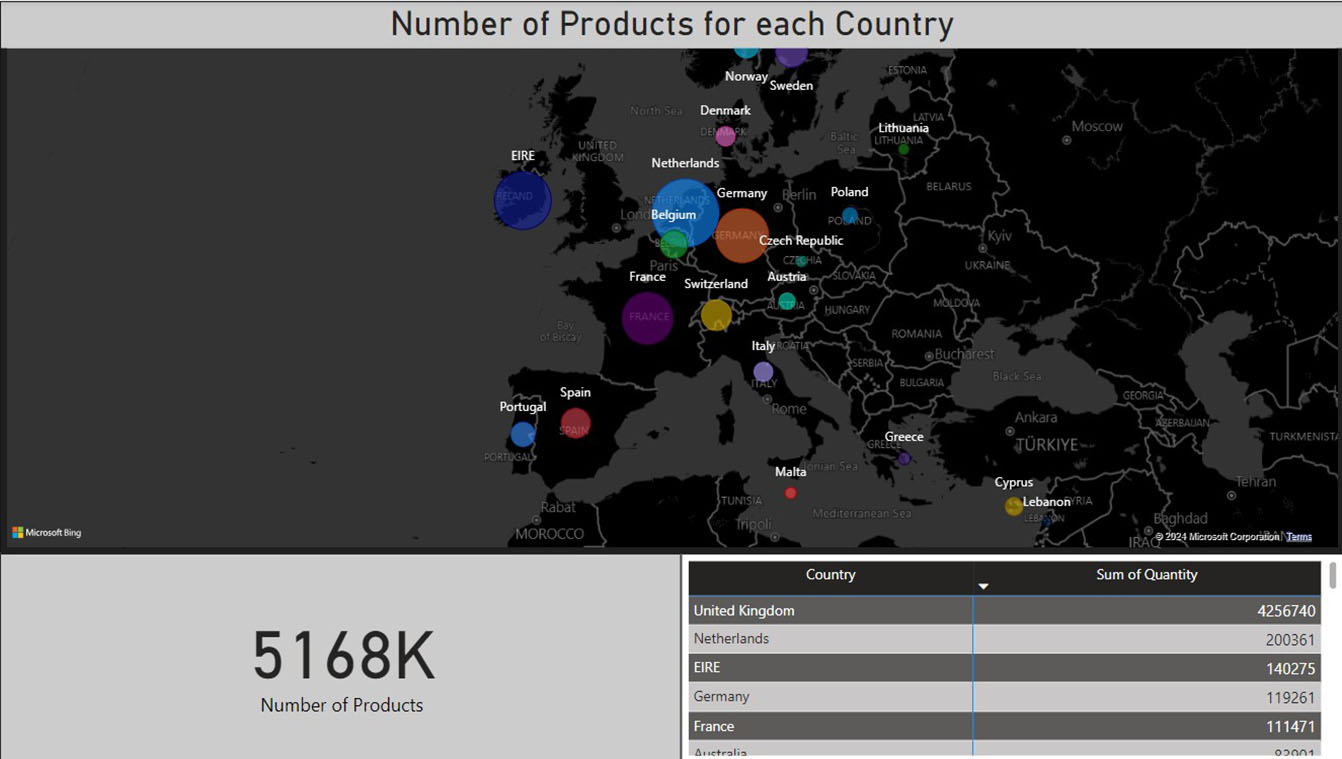 Number of Products for each Country
Norway
Sweden
ESTONIA
North Sea
Denmark
DENMARK
LATVIA
Moscow
Lithuania
LITHUANIA
Baltic
Sea
UNITED
KINGDOM
EIRE
Netherlands
IRELAND
NETHERLANDS
Germany
Berlin
Poland
BELARUS
Belgium
POLAND
GERMANY
Kyiv
Czech Republic
CZECHIA
UKRAINE
Paris
France
Switzerland
Austria
SLOVAKIA
AUSTRIA
HUNGARY
MOLDOVA
FRANCE
Bay
of Biscay
Italy
ROMANIA
Bucharest
SERBIA
Black Sea
ITALY
BULGARIA
Spain
Portugal
Rome
GEORGIA
Ankara
AZERBAIJAN
SPAIN
Greece
GREECE
TÜRKIYE
TURKMENISTA
PORTUGAL
Malta
Ionian Sea
Cyprus
Tehran
TUNISIA
Lebanon
SYRIA
Rabat
Mediterranean Sea
LEBANON
Tripoli
Baghdad
MOROCCO
IRAQ
Microsoft Bing
© 2024 Microsoft Corporation Terms
5168K
Number of Products
Country Sum of Quantity
United Kingdom 4256740
Netherlands 200361
EIRE 140275
Germany 119261
France 111471
Australia 83901